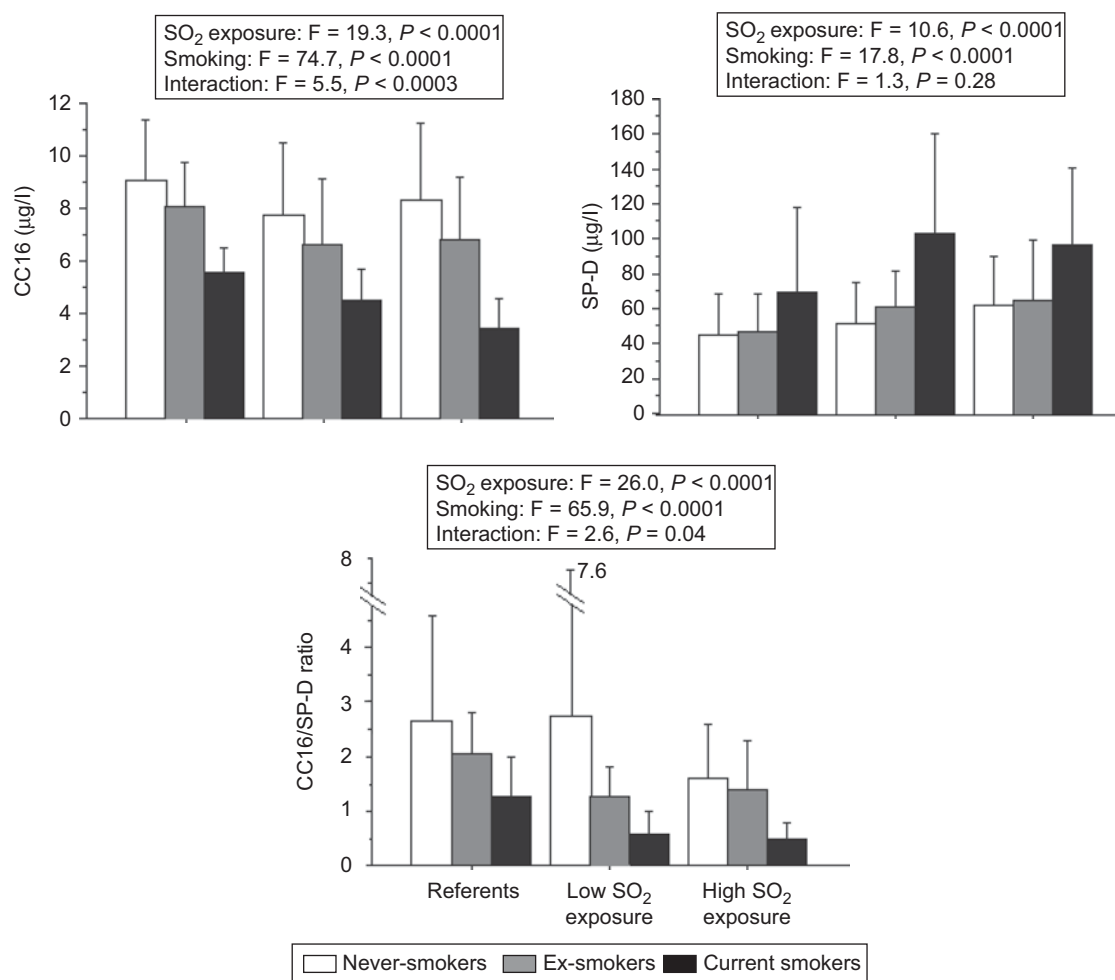 SO2 exposure: F = 19.3, P < 0.0001
Smoking: F = 74.7, P < 0.0001
Interaction: F = 5.5, P < 0.0003
12
10
8
6
4
2
0
CC16 (µg/l)
SO2 exposure: F = 10.6, P < 0.0001
Smoking: F = 17.8, P < 0.0001
Interaction: F = 1.3, P = 0.28
180
160
140
120
100
80
60
40
20
0
SP-D (µg/l)
SO2 exposure: F = 26.0, P < 0.0001
Smoking: F = 65.9, P < 0.0001
Interaction: F = 2.6, P = 0.04
8
7.6
4
3
2
1
0
CC16/SP-D ratio
Referents
Low SO2
exposure
High SO2
exposure
Never-smokers Ex-smokers Current smokers